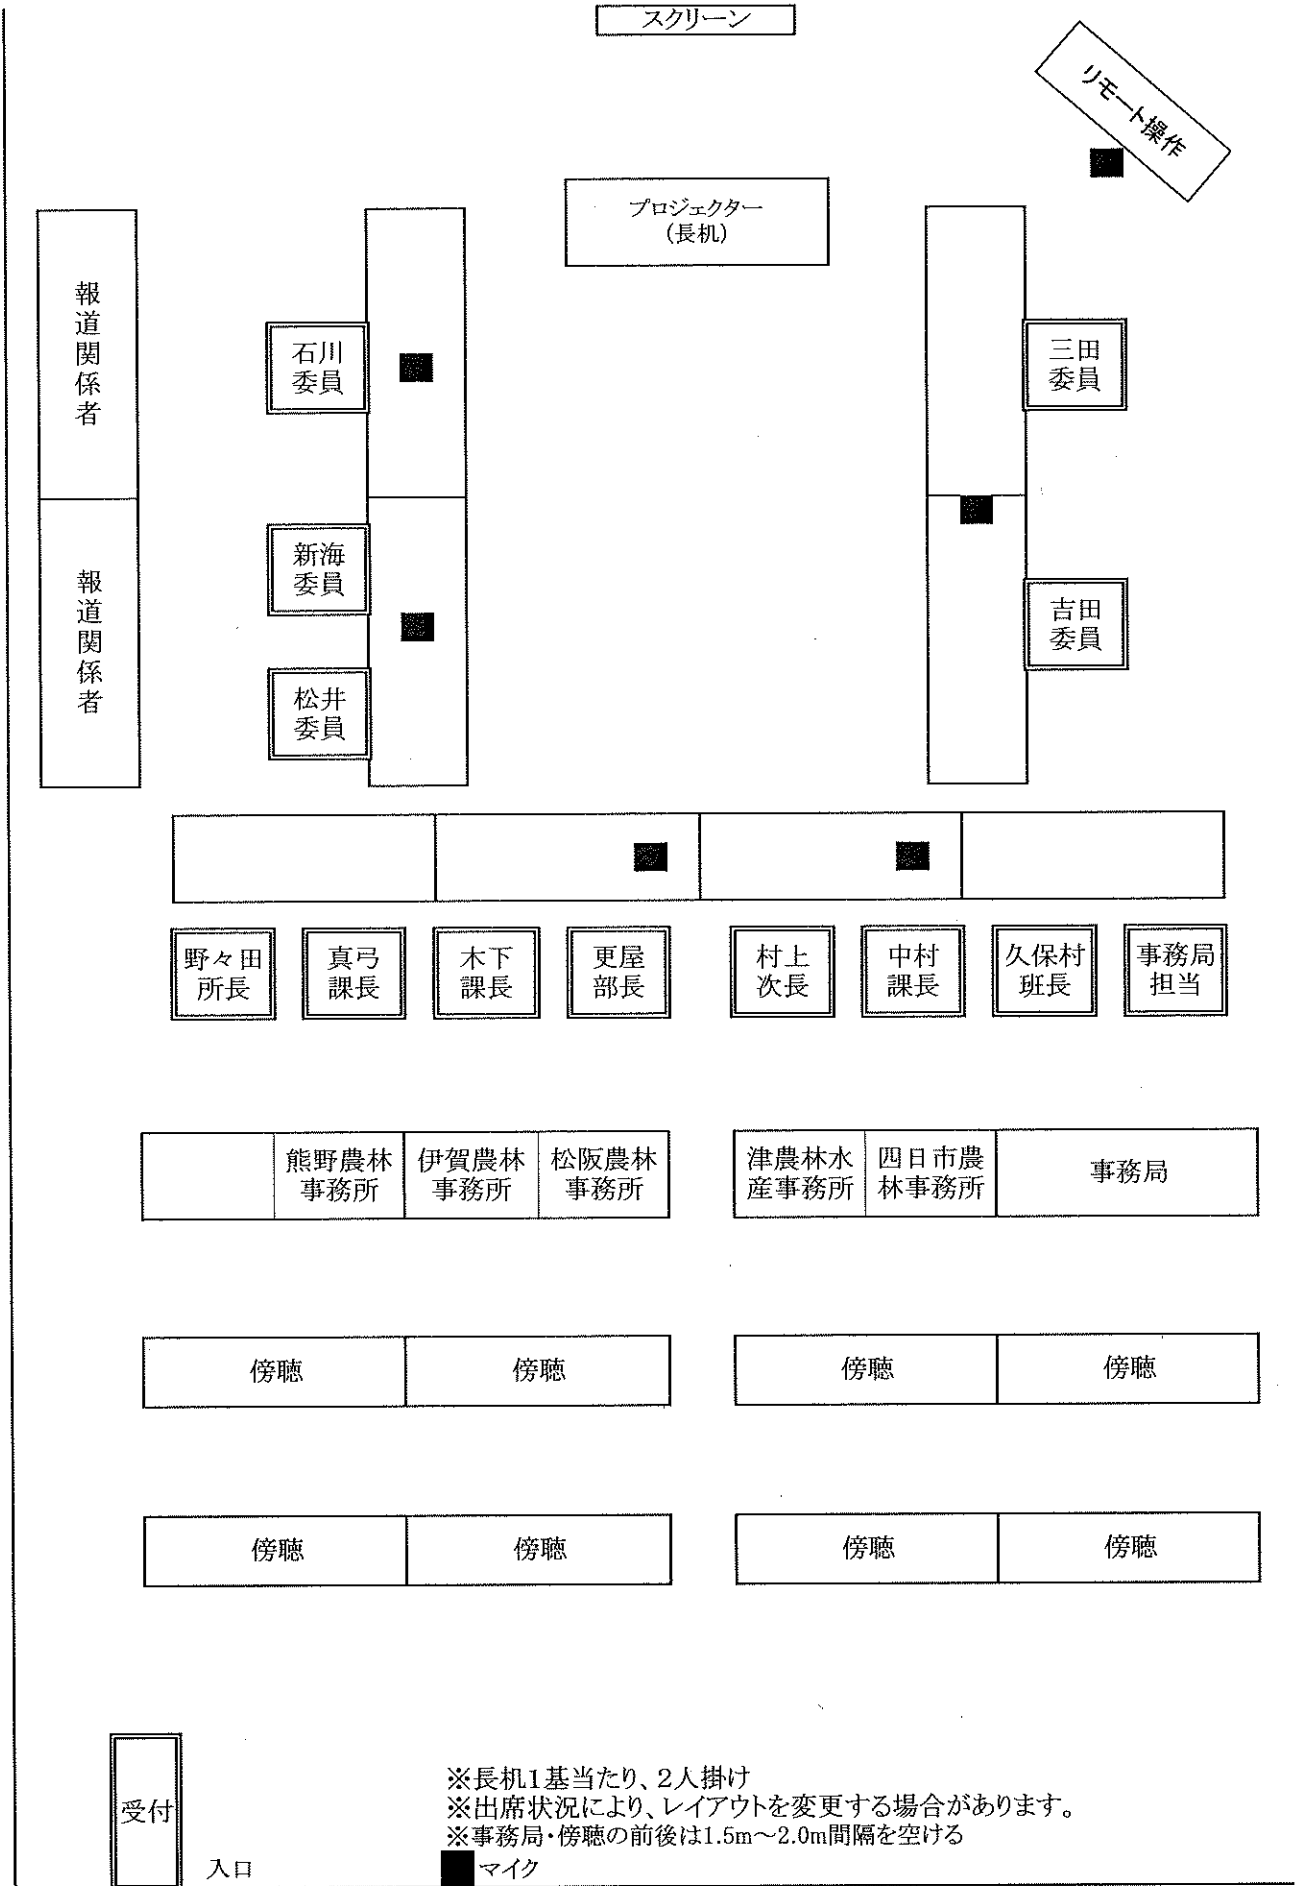 スクリーン
リモート操作
プロジェクター
(長机)
報道関係者
報道関係者
石川
委員
新海
委員
松井
委員
三田
委員
吉田
委員
野々田
所長
真弓
課長
木下
課長
更屋
部長
村上
次長
中村
課長
久保村
班長
事務局
担当
熊野農林
事務所
伊賀農林
事務所
松阪農林
事務所
津農林水
産事務所
四日市農
林事務所
事務局
傍聴
傍聴
傍聴
傍聴
傍聴
傍聴
傍聴
傍聴
受付
入口
※長机1基当たり、2人掛け
※出席状況により、レイアウトを変更する場合があります。
※事務局・傍聴の前後は1.5m～2.0m間隔を空ける
マイク